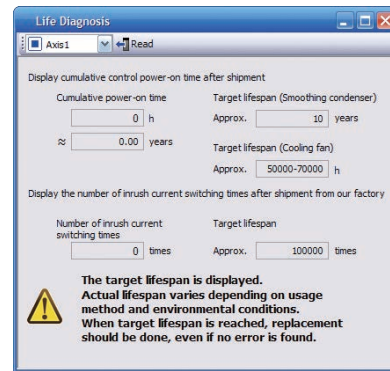 Life Diagnosis
Axis1 Read
Display cumulative control power-on time after shipment
Cumulative power-on time
0 h
≈ 0.00 years
Target lifespan (Smoothing condenser)
Approx. 10 years
Target lifespan (Cooling fan)
Approx. 50000-70000 h
Display the number of inrush current switching times after shipment from our factory
Number of inrush current
switching times
0 times
Target lifespan
Approx. 100000 times
The target lifespan is displayed.
Actual lifespan varies depending on usage
method and environmental conditions.
When target lifespan is reached, replacement
should be done, even if no error is found.